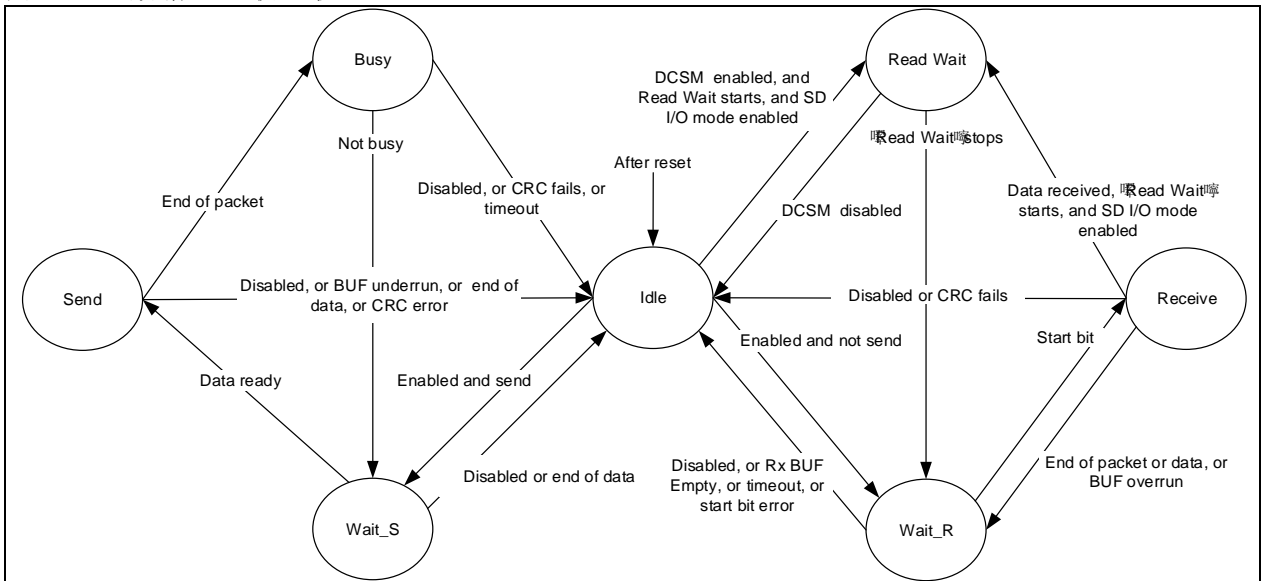 Busy
Read Wait
DCSM enabled, and
Read Wait starts, and SD
I/O mode enabled
Not busy
Read Wait
stops
After reset
End of packet
Disabled, or CRC fails, or
timeout
DCSM disabled
Data received,
Read Wait
starts, and SD I/O mode
enabled
Send
Disabled, or BUF underrun, or end of
data, or CRC error
Idle
Disabled or CRC fails
Receive
Enabled and not send
Start bit
Data ready
Enabled and send
Disabled or end of data
Disabled, or Rx BUF
Empty, or timeout, or
start bit error
End of packet or data, or
BUF overrun
Wait_S
Wait_R